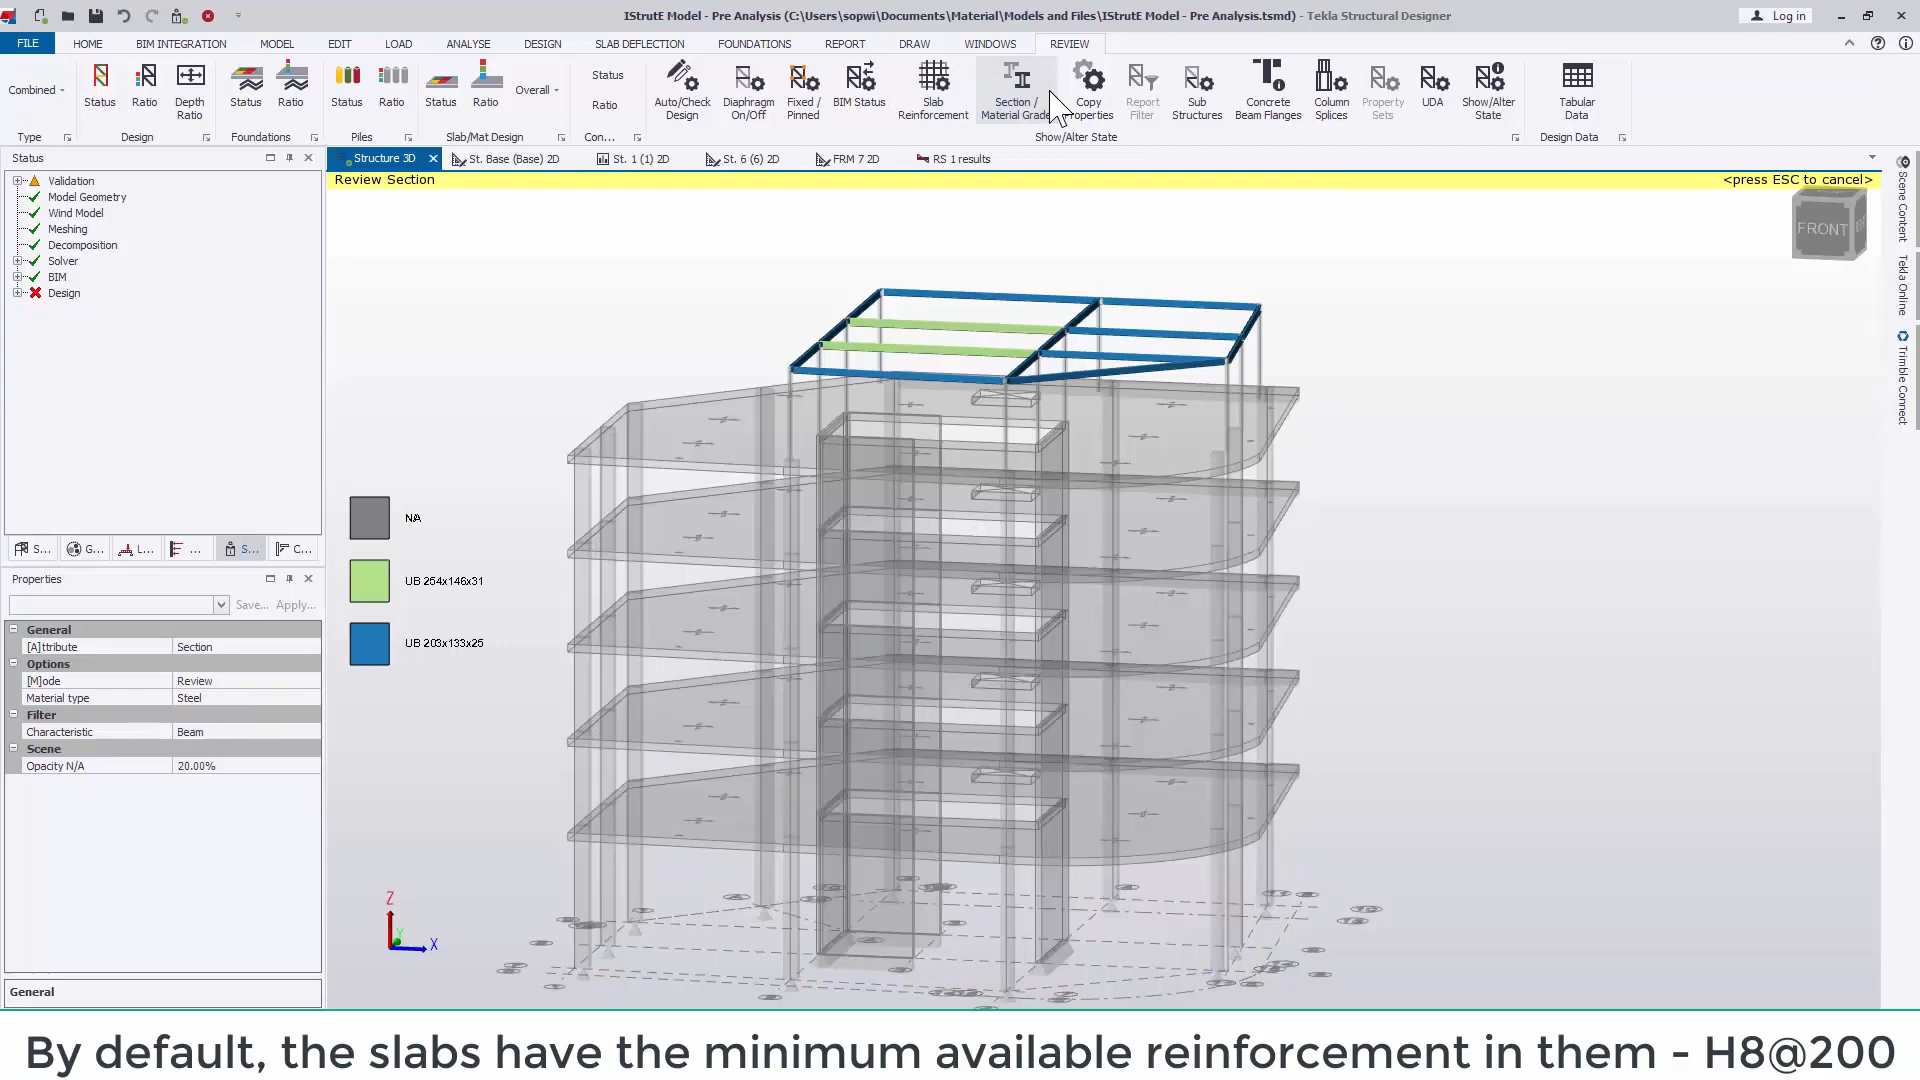 IStrutE Model - Pre Analysis (C:\Users\sopwi\Documents\Material\Models and Files\IStrutE Model - Pre Analysis.tsmd) - Tekla Structural Designer
Log in
FILE HOME BIM INTEGRATION MODEL EDIT LOAD ANALYSE DESIGN SLAB DEFLECTION FOUNDATIONS REPORT DRAW WINDOWS REVIEW
Combined
Status
Ratio
Depth Ratio
Status
Ratio
Status
Ratio
Status
Ratio
Overall
Status
Ratio
Auto/Check Design
Diaphragm On/Off
Fixed / Pinned
BIM Status
Slab Reinforcement
Section / Material Grade
Copy Properties
Report Filter
Sub Structures
Concrete Beam Flanges
Column Splices
Property Sets
UDA
Show/Alter State
Tabular Data
Type Design Foundations Piles Slab/Mat Design Con... Show/Alter State Design Data
Status
Structure 3D St. Base (Base) 2D St. 1 (1) 2D St. 6 (6) 2D FRM 7 2D RS 1 results
Review Section <press ESC to cancel>
Validation
Model Geometry
Wind Model
Meshing
Decomposition
Solver
BIM
Design
FRONT
Scene Content
Tekla Online
Trimble Connect
N/A
UB 254x146x31
UB 203x133x25
S... G... L... ... S... C...
Properties
Save... Apply...
General
[A]ttribute Section
Options
[M]ode Review
Material type Steel
Filter
Characteristic Beam
Scene
Opacity N/A 20.00%
General
Z
Y
X
By default, the slabs have the minimum available reinforcement in them - H8@200